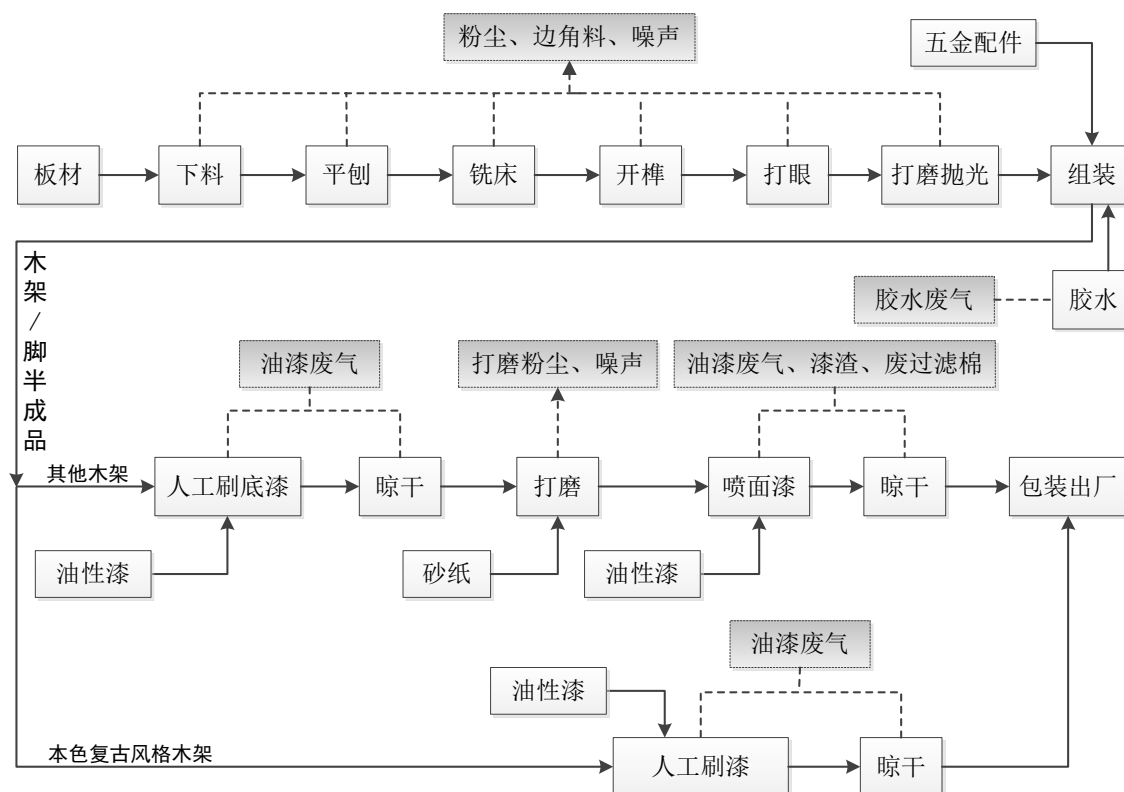 粉尘、边角料、噪声
五金配件
板材
下料
平刨
铣床
开榫
打眼
打磨抛光
组装
木架/脚半成品
胶水废气
胶水
油漆废气
打磨粉尘、噪声
油漆废气、漆渣、废过滤棉
其他木架
人工刷底漆
晾干
打磨
喷面漆
晾干
包装出厂
油性漆
砂纸
油性漆
油漆废气
油性漆
本色复古风格木架
人工刷漆
晾干